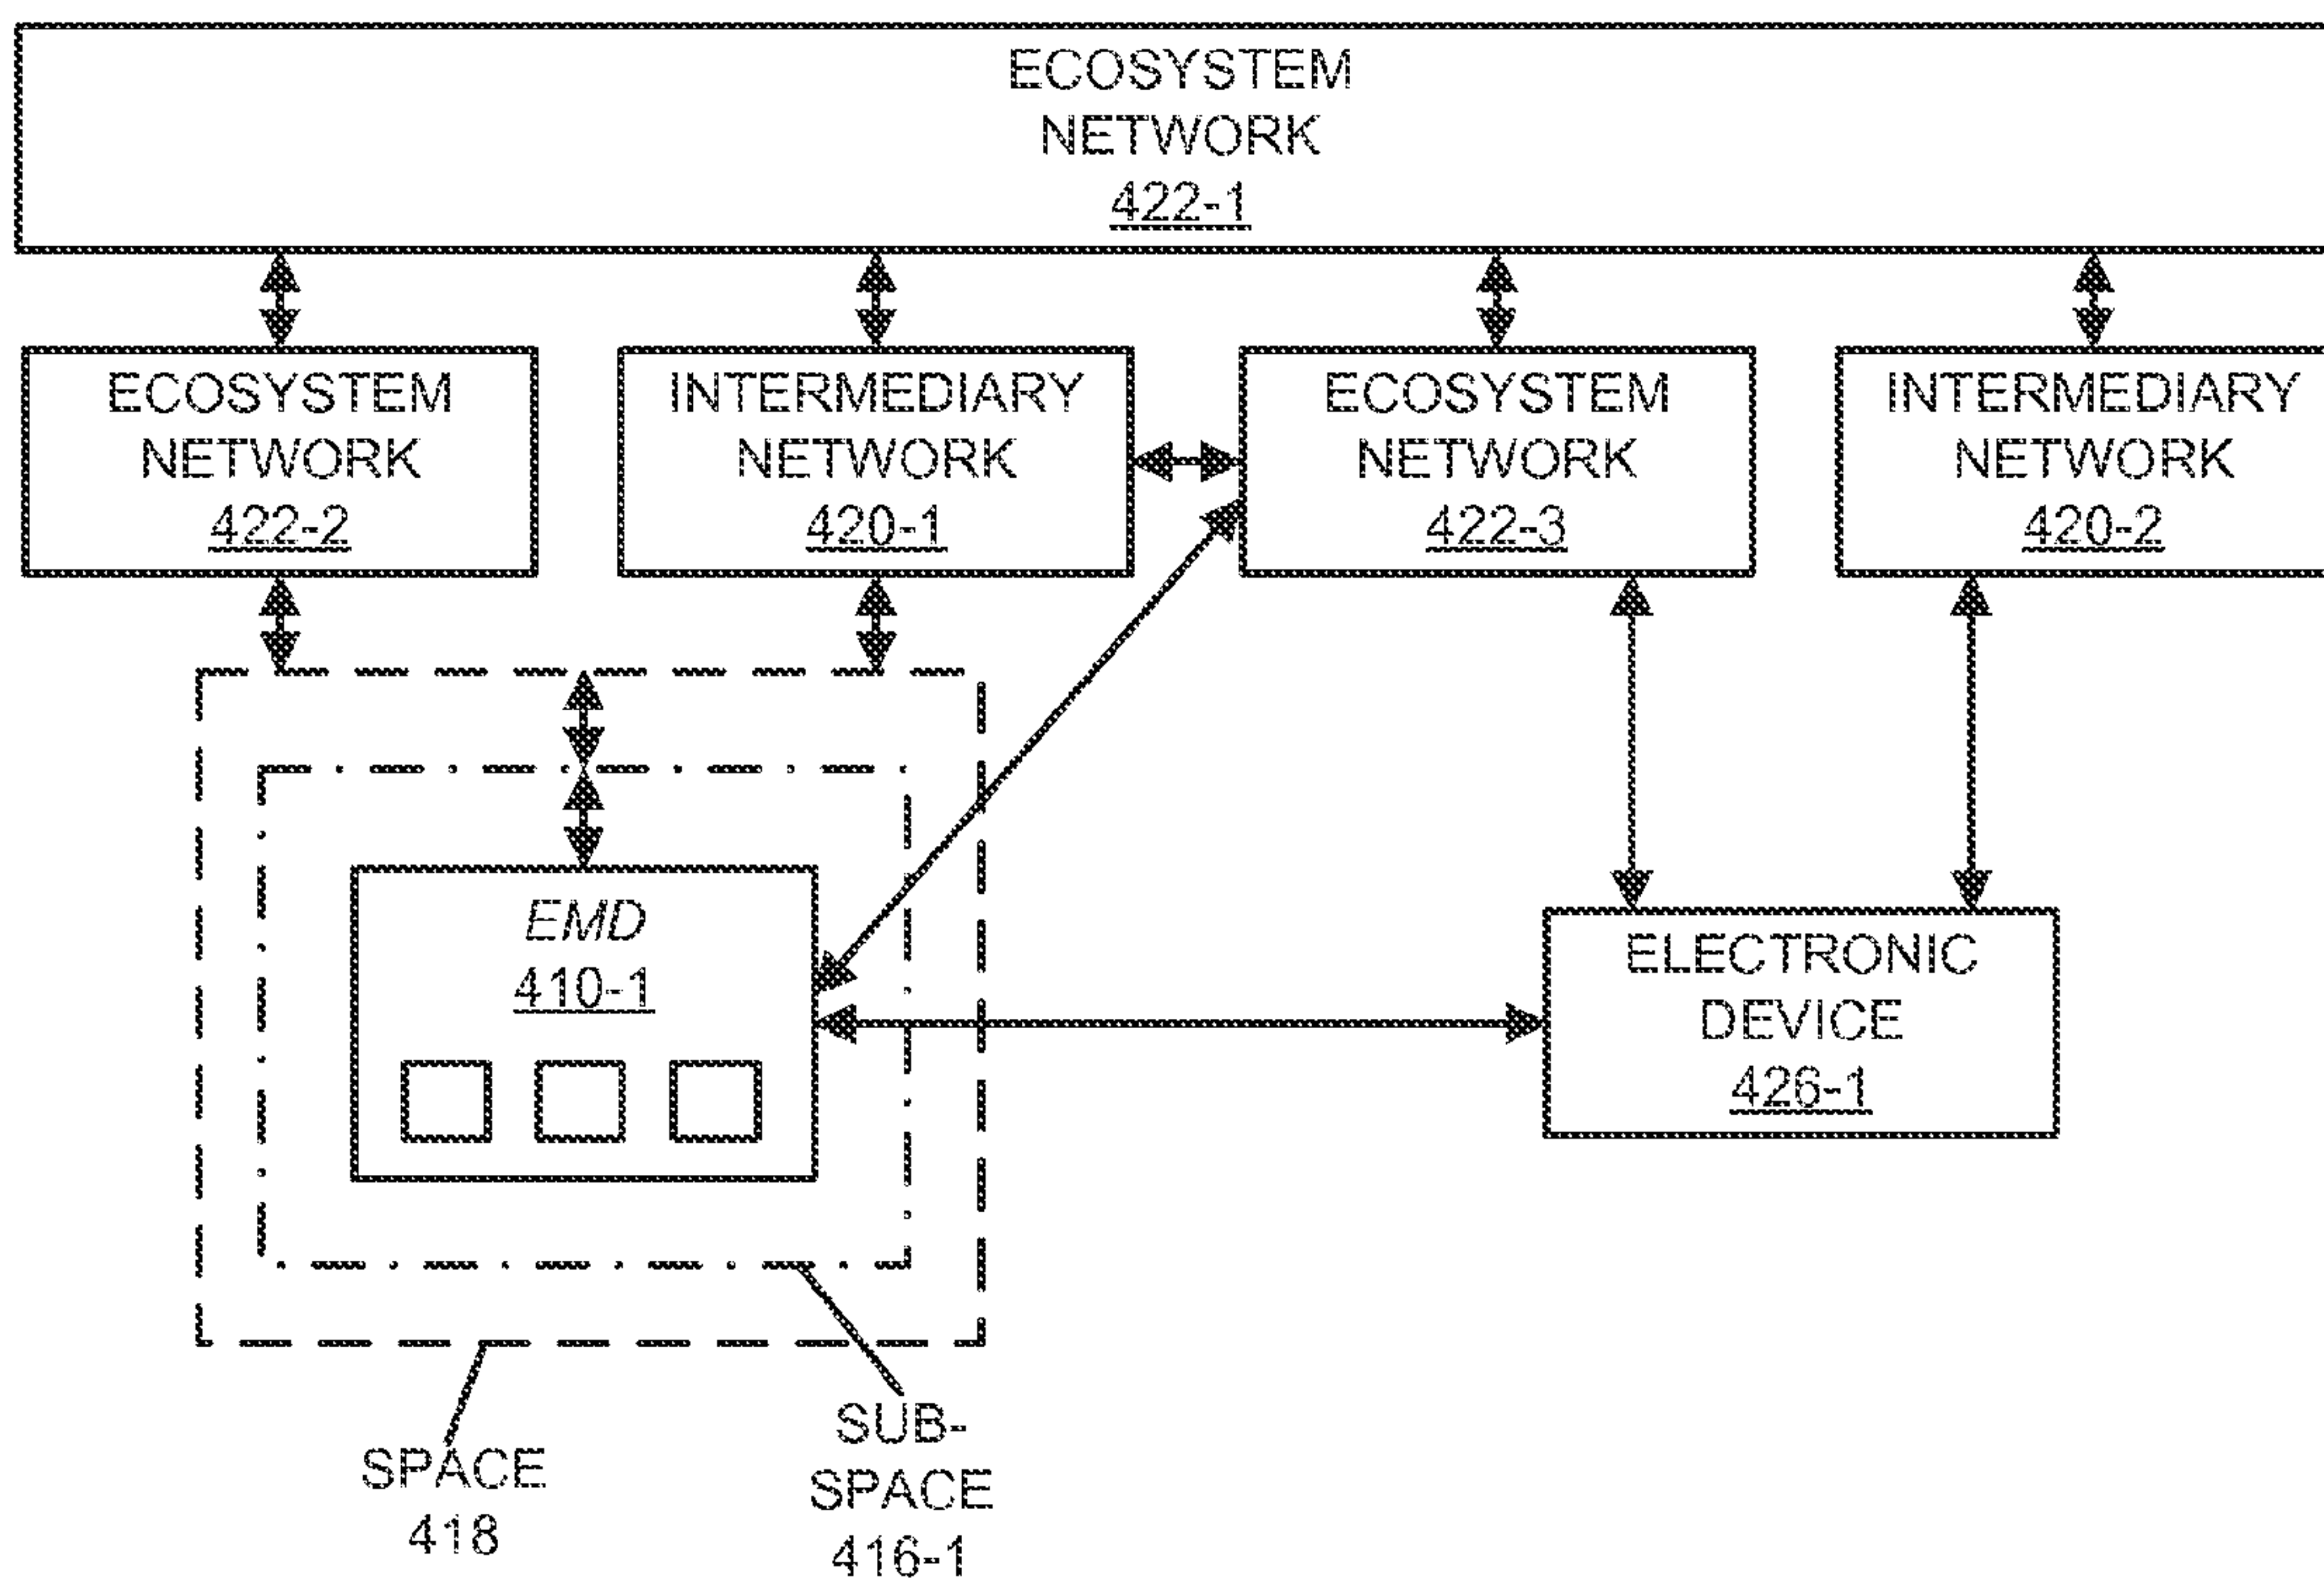 ECOSYSTEM
NETWORK
422-1
ECOSYSTEM
NETWORK
422-2
INTERMEDIARY
NETWORK
420-1
ECOSYSTEM
NETWORK
422-3
INTERMEDIARY
NETWORK
420-2
EMD
410-1
ELECTRONIC
DEVICE
426-1
SPACE
418
SUB-
SPACE
416-1